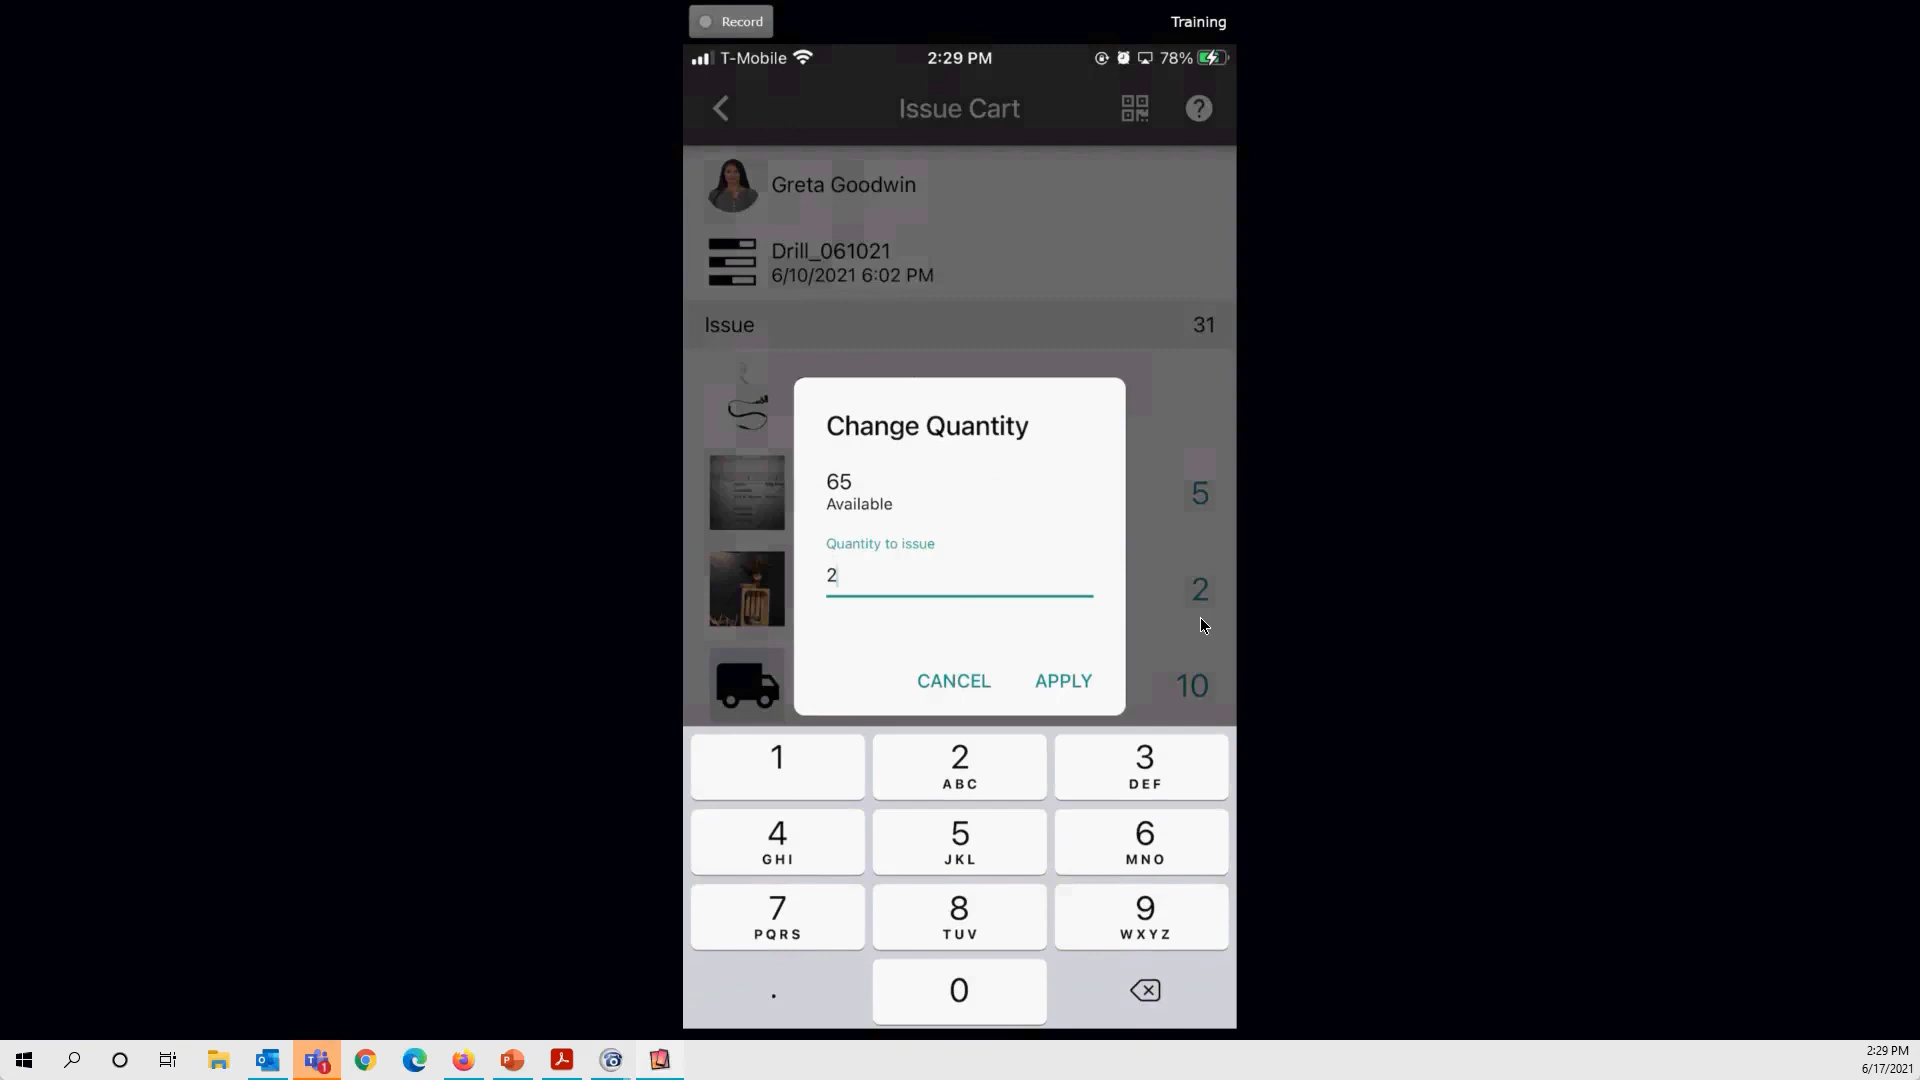 Record
Training
T-Mobile
2:29 PM
78%
Issue Cart
?
Greta Goodwin
Drill_061021
6/10/2021 6:02 PM
Issue
31
Change Quantity
65
Available
Quantity to issue
2
CANCEL
APPLY
5
2
10
1
2
ABC
3
DEF
4
GHI
5
JKL
6
MNO
7
PQRS
8
TUV
9
WXYZ
.
0
1
2:29 PM
6/17/2021